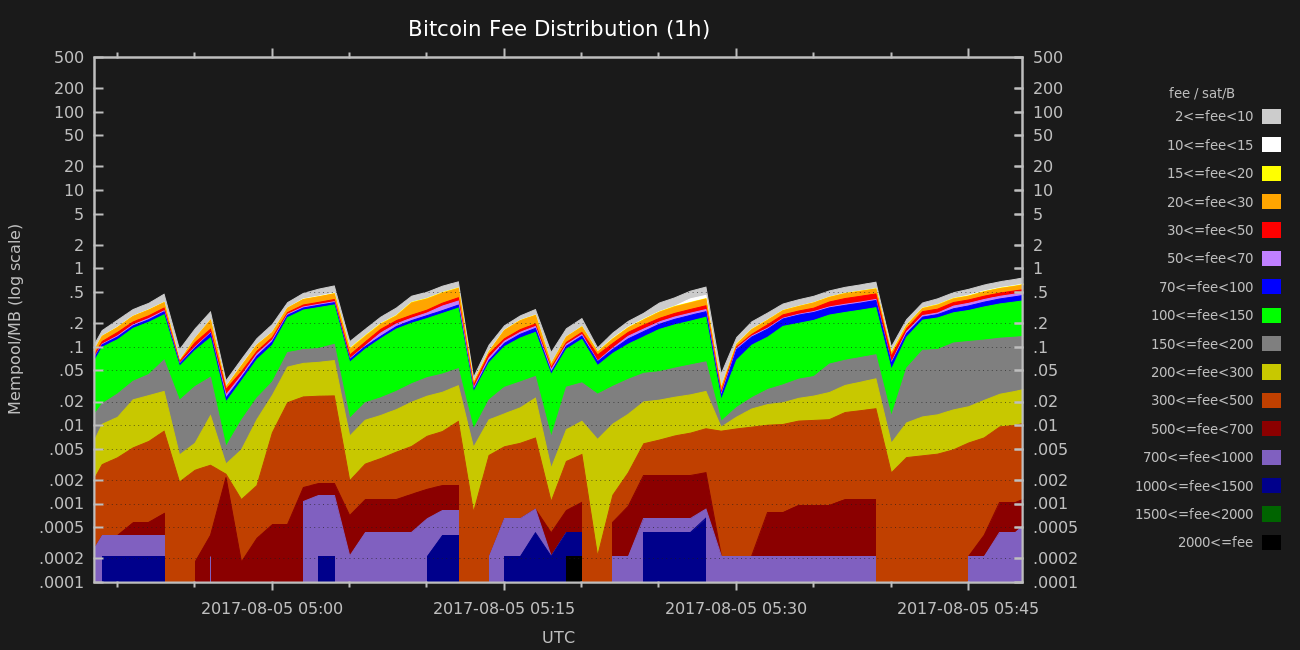 Bitcoin Fee Distribution (1h)
500
200
100
50
20
10
5
2
1
.5
.2
.1
.05
.02
.01
.005
.002
.001
.0005
.0002
.0001
Mempool/MB (log scale)
500
200
100
50
20
10
5
2
1
.5
.2
.1
.05
.02
.01
.005
.002
.001
.0005
.0002
.0001
2017-08-05 05:00
2017-08-05 05:15
2017-08-05 05:30
2017-08-05 05:45
UTC
fee / sat/B
2<=fee<10
10<=fee<15
15<=fee<20
20<=fee<30
30<=fee<50
50<=fee<70
70<=fee<100
100<=fee<150
150<=fee<200
200<=fee<300
300<=fee<500
500<=fee<700
700<=fee<1000
1000<=fee<1500
1500<=fee<2000
2000<=fee